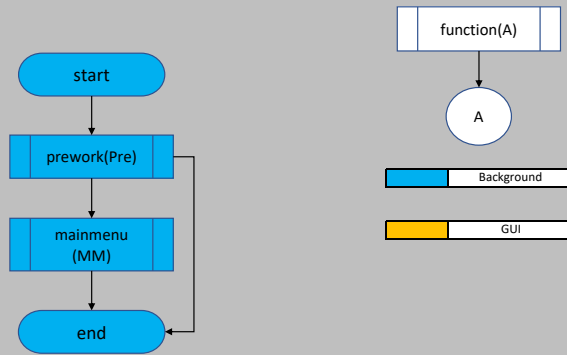 start
prework(Pre)
mainmenu
(MM)
end
function(A)
A
Background
GUI